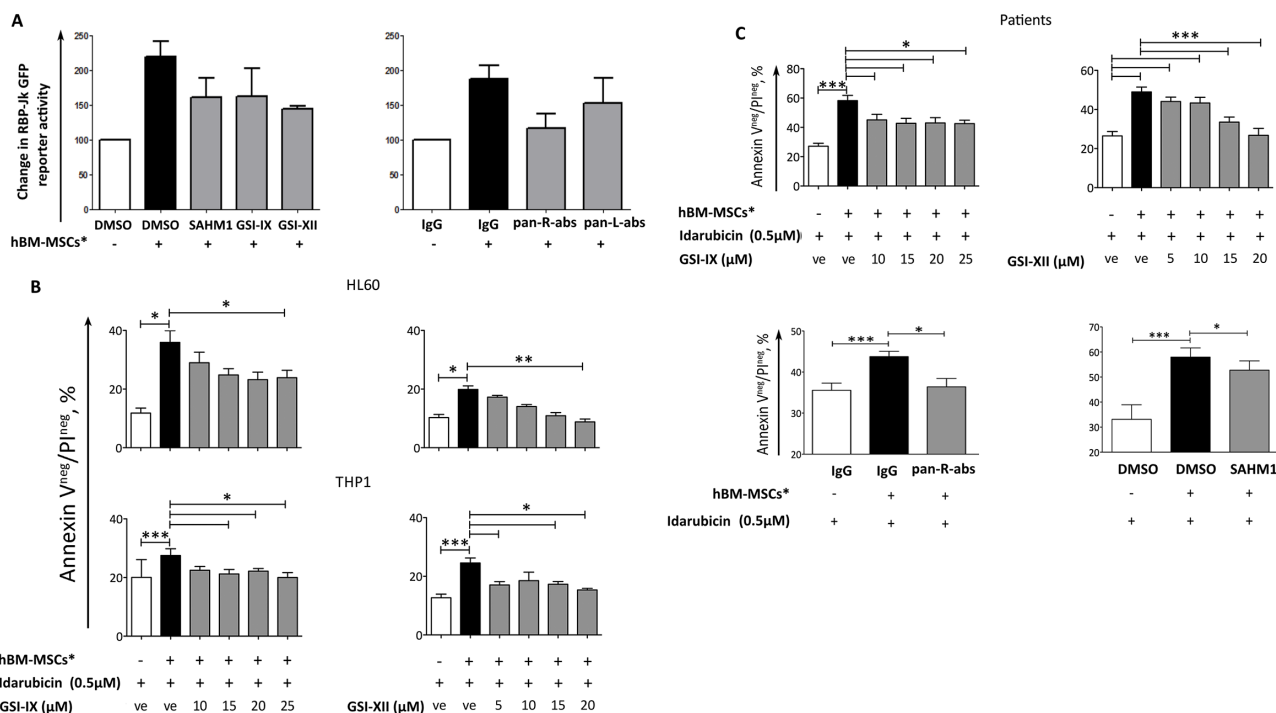 A
Change in RBP-Jk GFP
reporter activity
250
200
150
100
50
0
DMSO DMSO SAHM1 GSI-IX GSI-XII
hBM-MSCs* - + + + +
250
200
150
100
50
0
IgG IgG pan-R-abs pan-L-abs
- + + +
B
HL60
Annexin Vneg/PIneg, %
40
20
0
*
*
40
20
0
*
**
THP1
40
20
0
***
*
40
20
0
***
*
hBM-MSCs* - + + + + +
Idarubicin (0.5µM) + + + + + +
GSI-IX (µM) ve ve 10 15 20 25
- + + + + +
+ + + + + +
GSI-XII (µM) ve ve 5 10 15 20
C
Patients
Annexin Vneg/PIneg, %
80
60
40
20
0
***
*
hBM-MSCs* - + + + + +
Idarubicin (0.5µM) + + + + + +
GSI-IX (µM) ve ve 10 15 20 25
60
40
20
0
***
- + + + + +
+ + + + + +
GSI-XII (µM) ve ve 5 10 15 20
Annexin Vneg/PIneg, %
50
40
30
20
***
*
IgG IgG pan-R-abs
hBM-MSCs* - + +
Idarubicin (0.5µM) + + +
70
60
50
40
30
20
***
*
DMSO DMSO SAHM1
- + +
+ + +